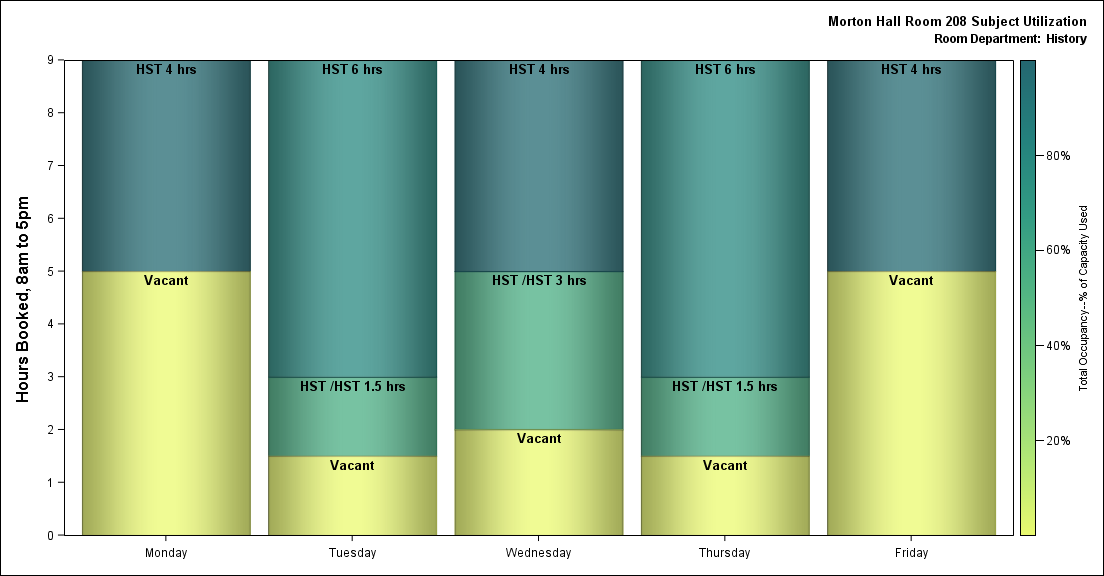 Morton Hall Room 208 Subject Utilization
Room Department: History
Hours Booked, 8am to 5pm
9
8
7
6
5
4
3
2
1
0
HST 4 hrs
Vacant
HST 6 hrs
HST /HST 1.5 hrs
Vacant
HST 4 hrs
HST /HST 3 hrs
Vacant
HST 6 hrs
HST /HST 1.5 hrs
Vacant
HST 4 hrs
Vacant
Monday
Tuesday
Wednesday
Thursday
Friday
80%
60%
40%
20%
Total Occupancy--% of Capacity Used